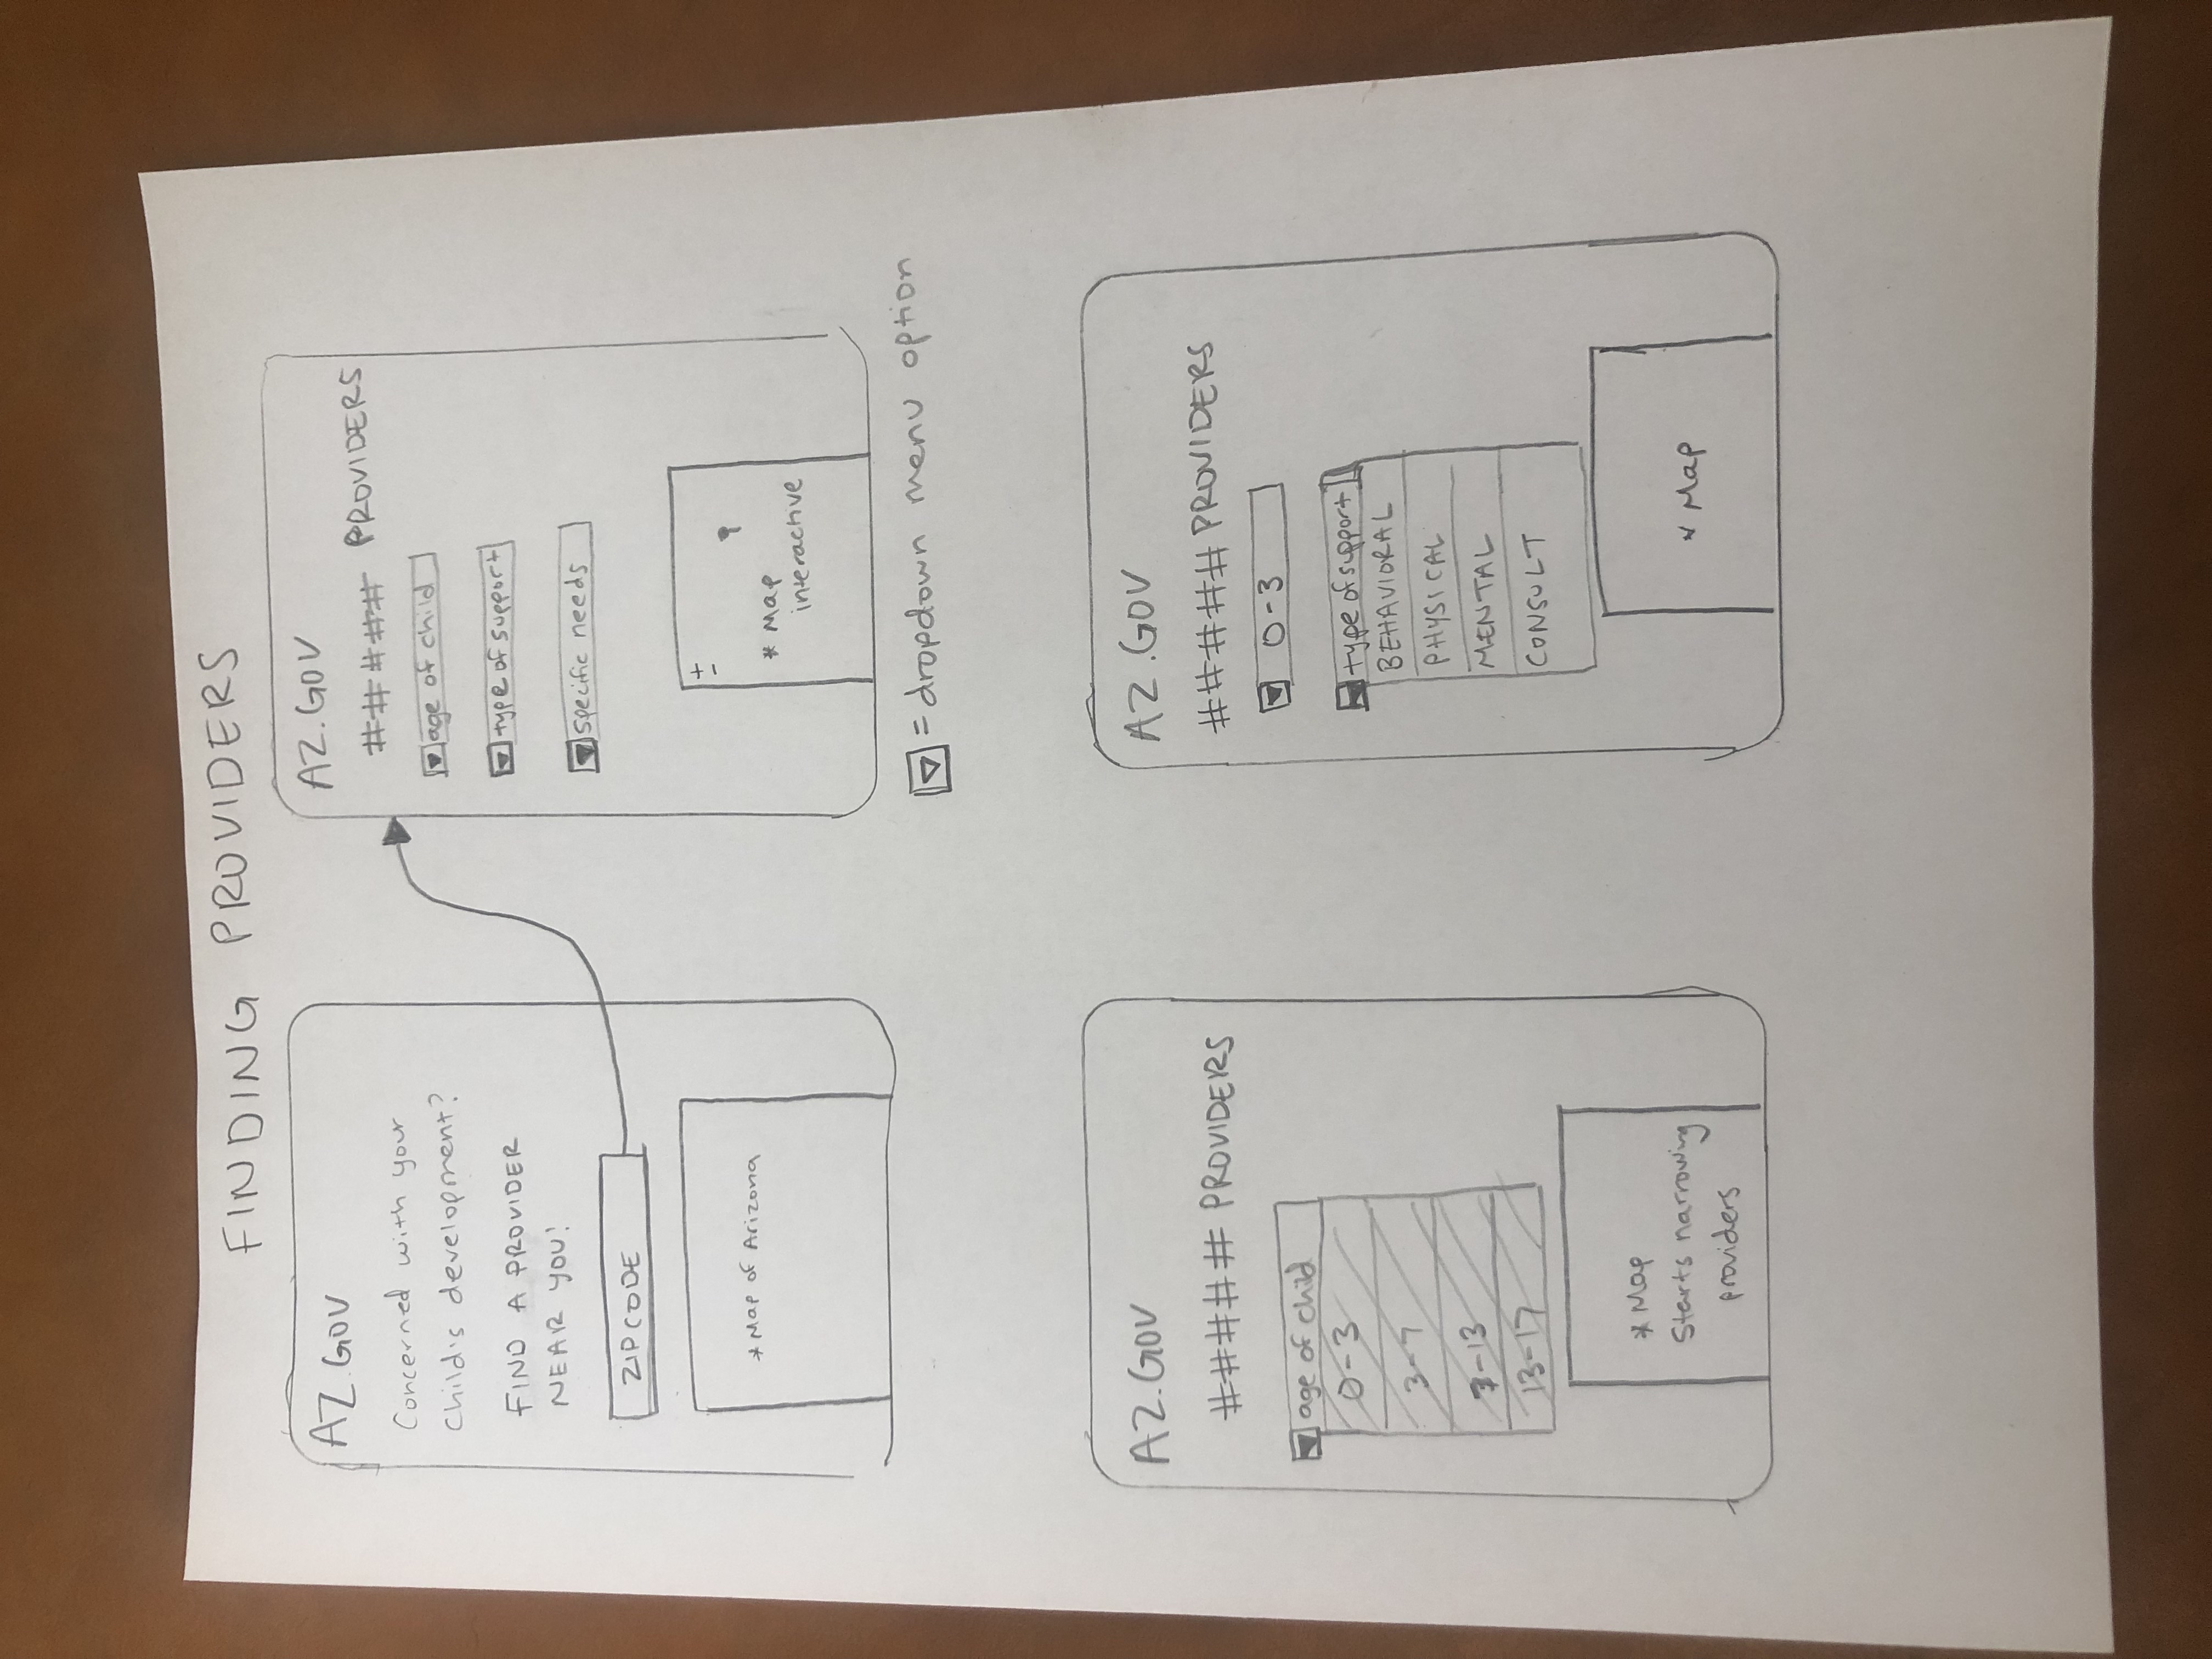 FINDING PROVIDERS
AZ.GOV
Concerned with your
Child's development?
FIND A PROVIDER
NEAR YOU!
ZIPCODE
* Map of Arizona
AZ.GOV
##### PROVIDERS
age of child
type of support
specific needs
+
-
* Map
interactive
= dropdown menu option
AZ.GOV
##### PROVIDERS
age of child
0-3
3-7
7-13
13-17
* Map
Starts narrowing
providers
AZ.GOV
##### PROVIDERS
0-3
type of support
BEHAVIORAL
PHYSICAL
MENTAL
CONSULT
* Map